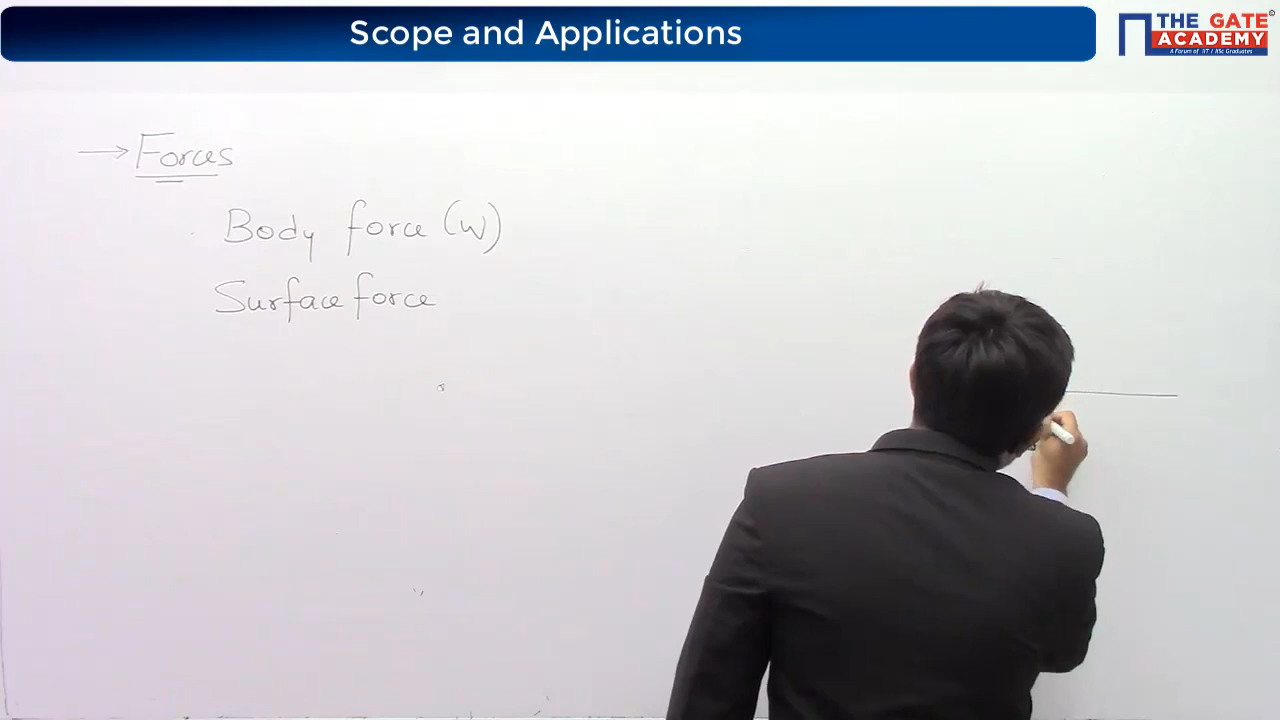 Scope and Applications
THE GATE
ACADEMY
A Forum of IIT / IISc Graduates
→ Forces
Body force (W)
Surface force